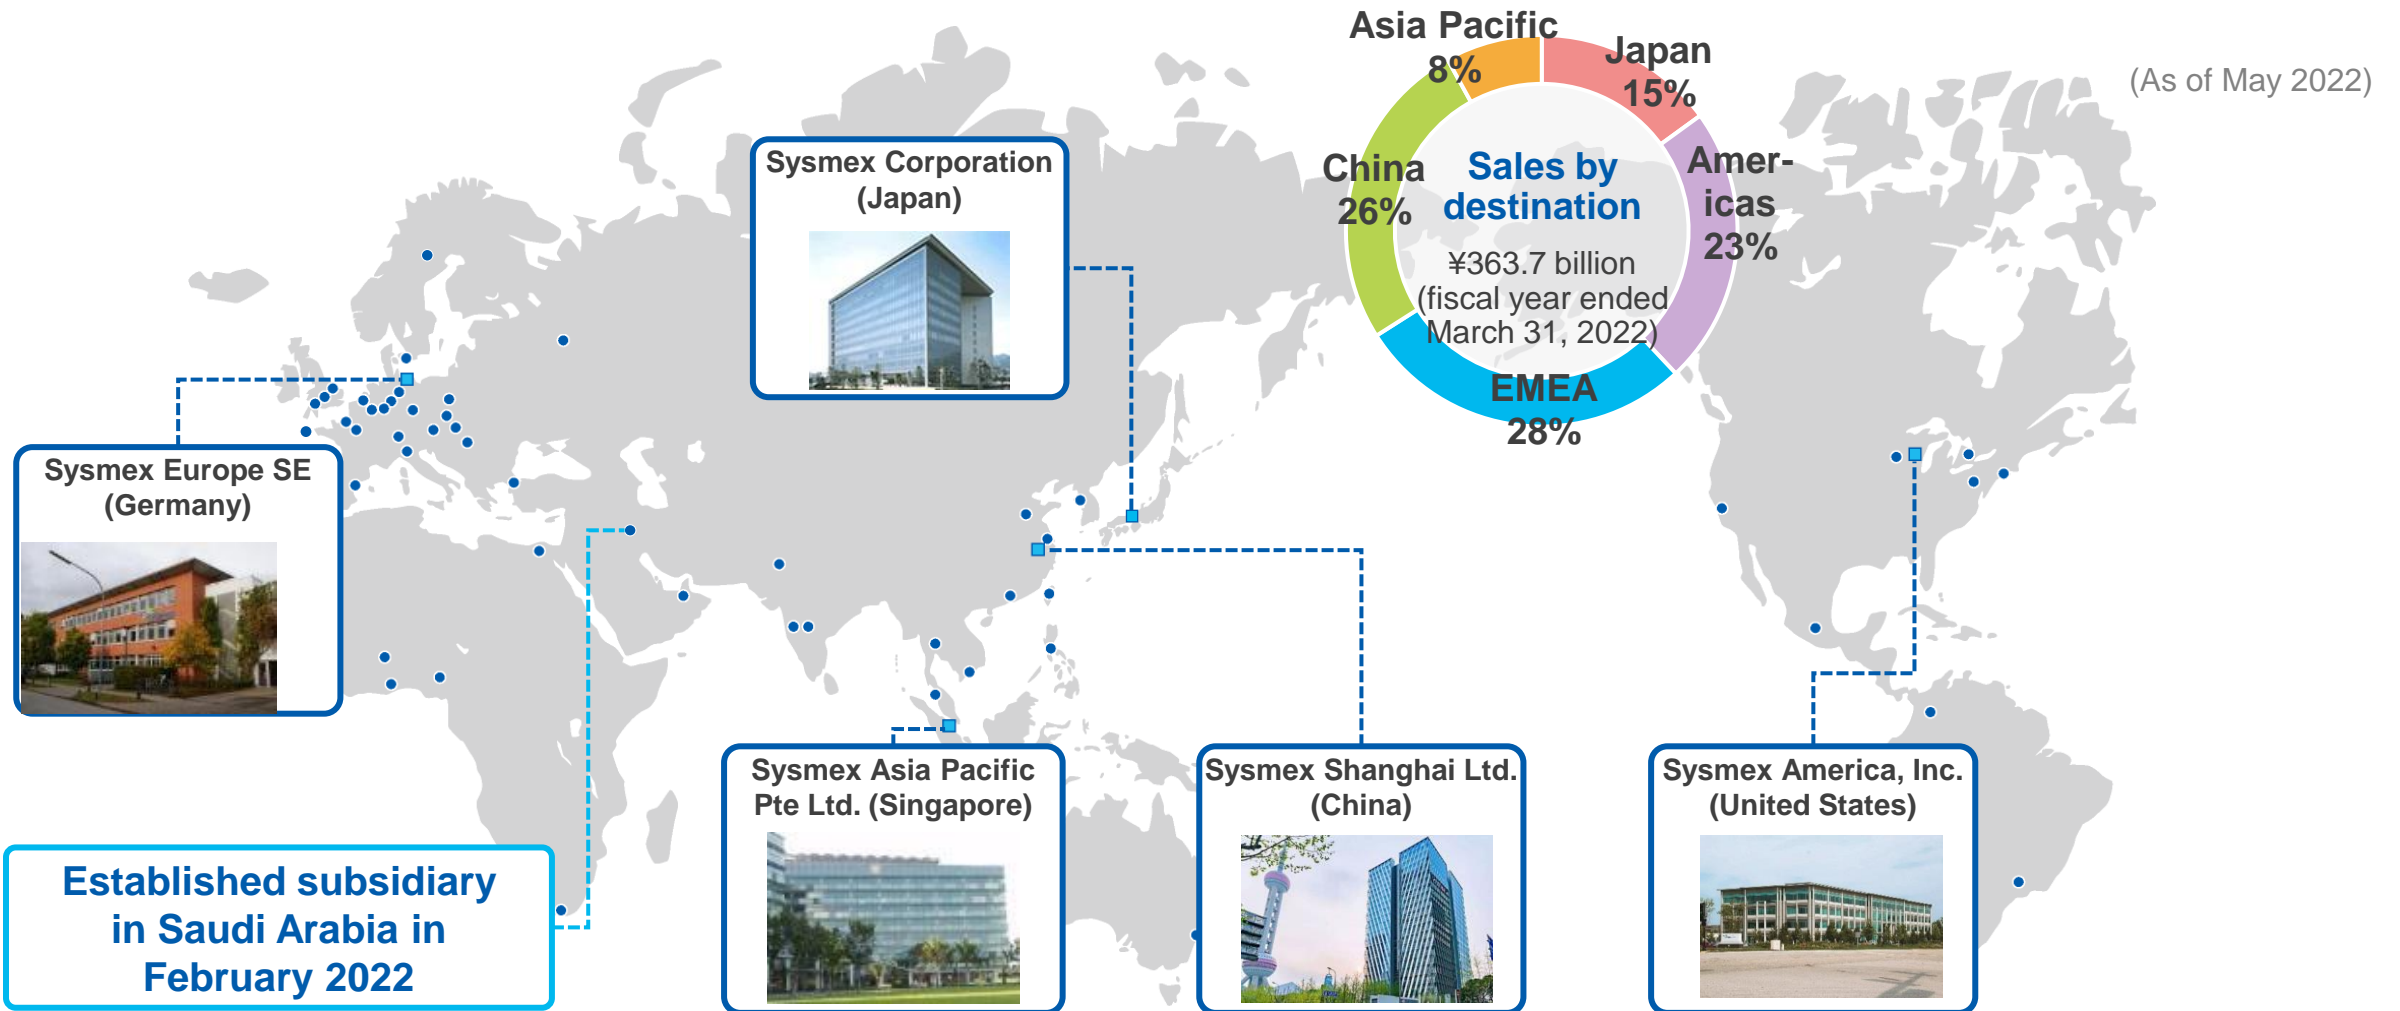 Asia Pacific
8%
Japan
15%
(As of May 2022)
China
26%
Amer-
icas
23%
EMEA
28%
Sales by
destination
¥363.7 billion
(fiscal year ended
March 31, 2022)
Sysmex Corporation
(Japan)
Sysmex Europe SE
(Germany)
Sysmex Asia Pacific
Pte Ltd. (Singapore)
Sysmex Shanghai Ltd.
(China)
Sysmex America, Inc.
(United States)
Established subsidiary
in Saudi Arabia in
February 2022